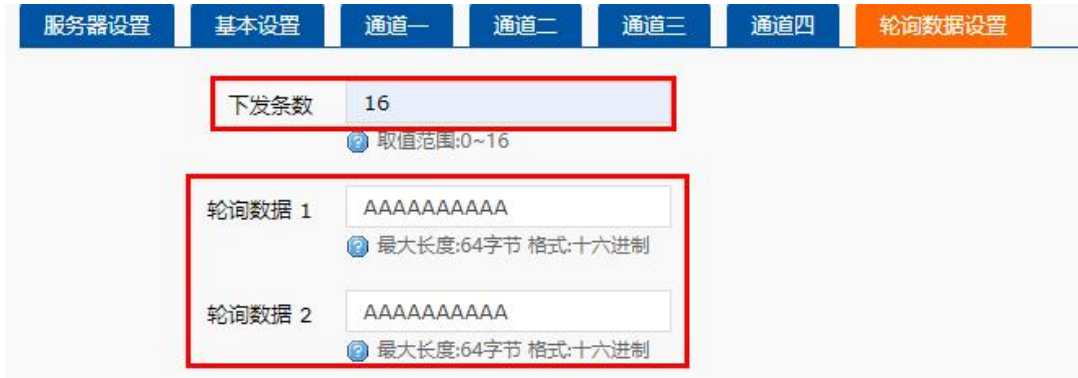 服务器设置 基本设置 通道一 通道二 通道三 通道四 轮询数据设置
下发条数 16
取值范围:0~16
轮询数据 1 AAAAAAAAAA
最大长度:64字节 格式:十六进制
轮询数据 2 AAAAAAAAAA
最大长度:64字节 格式:十六进制